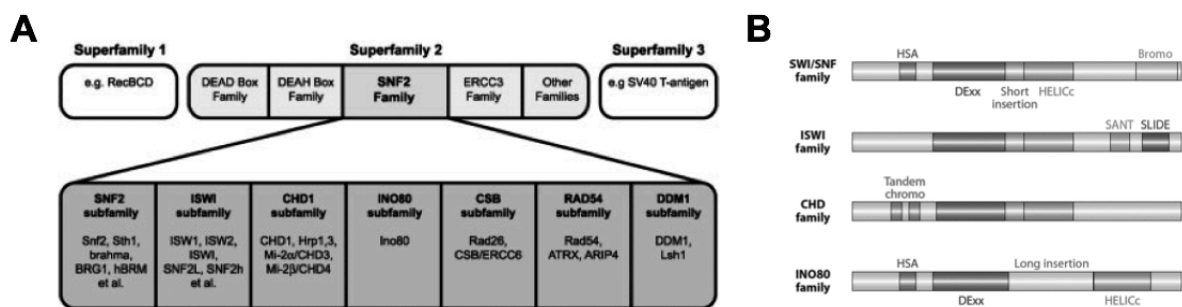 A
Superfamily 1
Superfamily 2
Superfamily 3
e.g. RecBCD
DEAD Box
Family
DEAH Box
Family
SNF2
Family
ERCC3
Family
Other
Families
e.g SV40 T-antigen
SNF2
subfamily
Snf2, Sth1,
brahma,
BRG1, hBRM
et al.
ISWI
subfamily
ISW1, ISW2,
ISWI,
SNF2L, SNF2h
et al.
CHD1
subfamily
CHD1, Hrp1,3,
Mi-2α/CHD3,
Mi-2β/CHD4
INO80
subfamily
Ino80
CSB
subfamily
Rad26,
CSB/ERCC6
RAD54
subfamily
Rad54,
ATRX, ARIP4
DDM1
subfamily
DDM1,
Lsh1
B
SWI/SNF
family
HSA
Bromo
DExx
Short
insertion
HELICc
ISWI
family
SANT
SLIDE
CHD
family
Tandem
chromo
INO80
family
HSA
Long insertion
DExx
HELICc